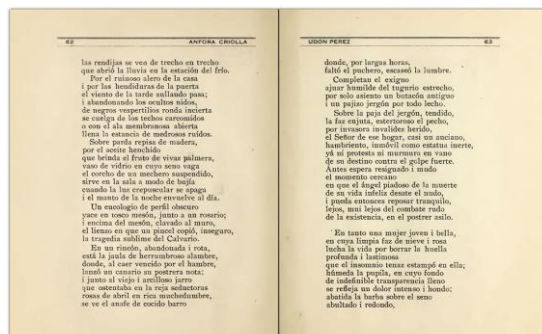 62
ANFORA CRIOLLA
las rendijas se vea de trecho en trecho
que abrió la lluvia en la estación del frío.
Por el ruinoso alero de la casa
i por las hendiduras de la puerta
el viento de la tarde aullando pasa;
i abandonando los ocultos nidos,
de negros vespertilios ronda incierta
se cuelga de los techos carcomidos
o con el ala membranosa abierta
llena la estancia de medrosos ruidos.
Sobre parda repisa de madera,
por el aceite henchido
que brinda el fruto de vivaz palmera,
vaso de vidrio en cuyo seno vaga
el corcho de un mechero suspendido,
sirve en la sala a modo de bujía
cuando la luz crepuscular se apaga
i el manto de la noche envuelve al día.
Un eucologio de perfil obscuro
yace en tosco mesón, junto a un rosario;
i encima del mesón, clavado al muro,
el lienzo en que un pincel copió, inseguro,
la tragedia sublime del Calvario.
En un rincón, abandonada i rota,
está la jaula de herrumbroso alambre,
donde, al caer vencido por el hambre,
lanzó un canario su postrera nota;
i junto al viejo i arcilloso jarro
que ostentaba en la reja seductoras
rosas de abril en rica muchedumbre,
se ve el anafe de cocido barro
UDON PEREZ
63
donde, por largas horas,
faltó el puchero, escaseó la lumbre.
Completan el exigno
ajuar humilde del tugurio estrecho,
por solo asiento un butacón antiguo
i un pajizo jergón por todo lecho.
Sobre la paja del jergón, tendido,
la faz enjuta, estertoroso el pecho,
por invasora invalidez herido,
el Señor de ese hogar, casi un anciano,
hambriento, inmóvil como estatua inerte,
yá ni protesta ni murmura en vano
de su destino contra el golpe fuerte.
Antes espera resignado i mudo
el momento cercano
en que el ángel piadoso de la muerte
de su vida infeliz desate el nudo,
i pueda entonces reposar tranquilo,
lejos, mui lejos del combate rudo
de la existencia, en el postrer asilo.
En tanto una mujer joven i bella,
en cuya limpia faz de nieve i rosa
lucha la vida por borrar la huella
profunda i lastimosa
que el insomnio tenaz estampó en ella;
húmeda la pupila, en cuyo fondo
de indefinible transparencia lleno
se refleja un dolor intenso i hondo;
abatida la barba sobre el seno
abultado i redondo,